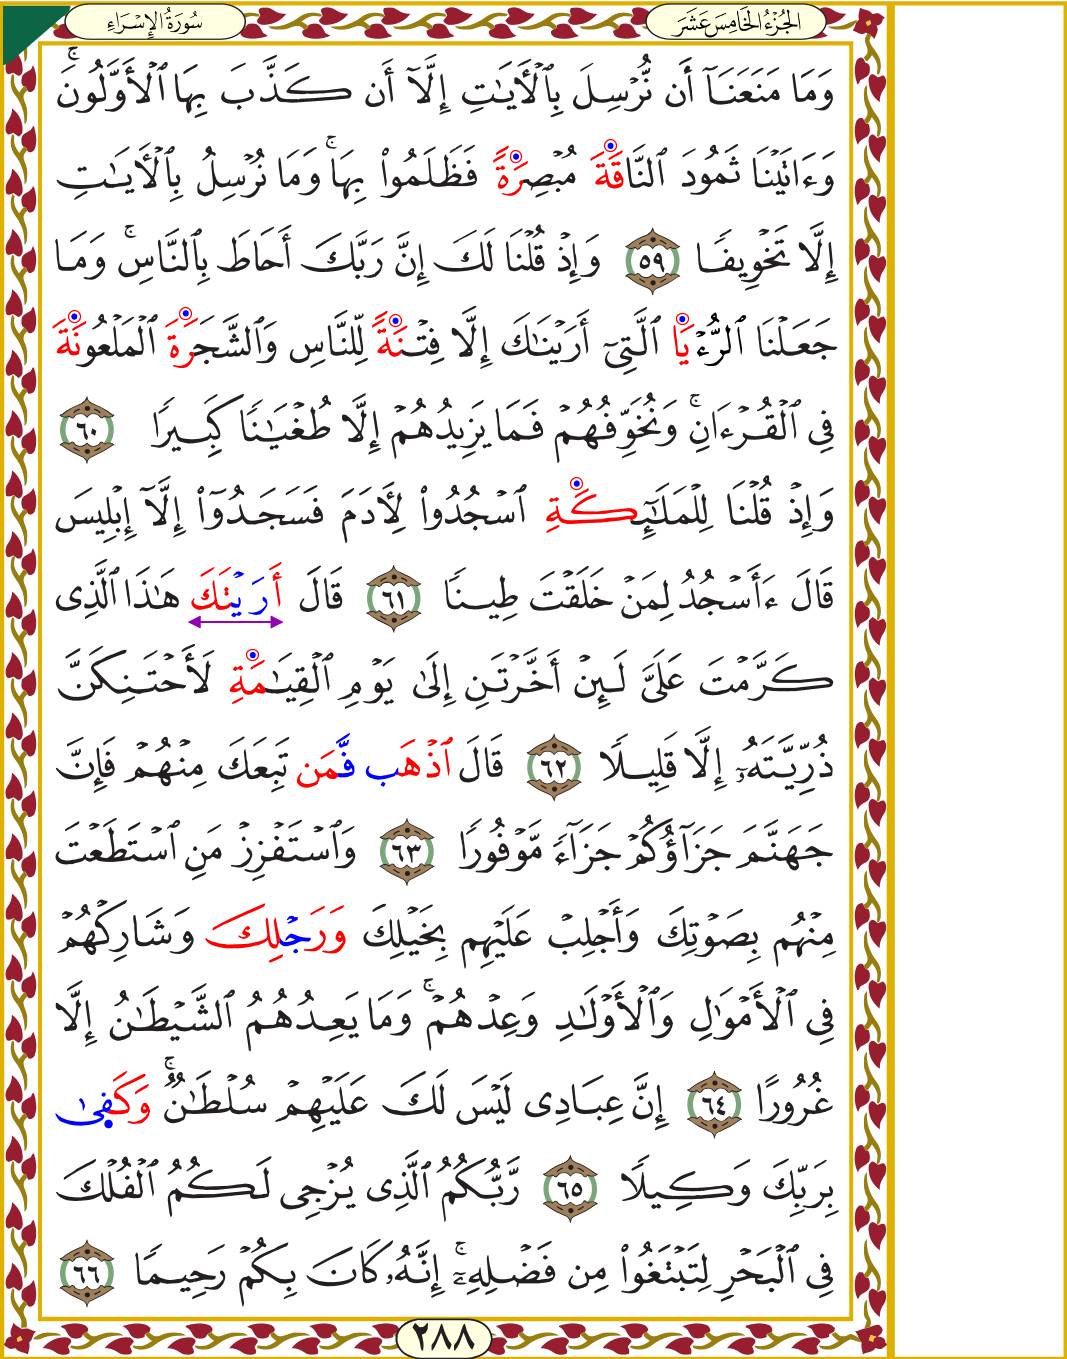 الجُزْءُ الخَامِسَ عَشَرَ
سُورَةُ الإِسْرَاءِ
وَمَا مَنَعَنَآ أَن نُّرْسِلَ بِٱلْأَيَٰتِ إِلَّآ أَن كَذَّبَ بِهَا ٱلْأَوَّلُونَۚ
وَءَاتَيْنَا ثَمُودَ ٱلنَّاقَةَ مُبْصِرَةً فَظَلَمُوا۟ بِهَاۚ وَمَا نُرْسِلُ بِٱلْأَيَٰتِ
إِلَّا تَخْوِيفًا ٥٩ وَإِذْ قُلْنَا لَكَ إِنَّ رَبَّكَ أَحَاطَ بِٱلنَّاسِۚ وَمَا
جَعَلْنَا ٱلرُّءْيَا ٱلَّتِىٓ أَرَيْنَٰكَ إِلَّا فِتْنَةً لِّلنَّاسِ وَٱلشَّجَرَةَ ٱلْمَلْعُونَةَ
فِى ٱلْقُرْءَانِۚ وَنُخَوِّفُهُمْ فَمَا يَزِيدُهُمْ إِلَّا طُغْيَٰنًا كَبِيرًا ٦٠
وَإِذْ قُلْنَا لِلْمَلَٰٓئِكَةِ ٱسْجُدُوا۟ لِأَدَمَ فَسَجَدُوٓا۟ إِلَّآ إِبْلِيسَ
قَالَ ءَأَسْجُدُ لِمَنْ خَلَقْتَ طِينًا ٦١ قَالَ أَرَيْتَكَ هَٰذَا ٱلَّذِى
كَرَّمْتَ عَلَىَّ لَئِنْ أَخَّرْتَنِ إِلَىٰ يَوْمِ ٱلْقِيَٰمَةِ لَأَحْتَنِكَنَّ
ذُرِّيَّتَهُۥٓ إِلَّا قَلِيلًا ٦٢ قَالَ ٱذْهَب فَّمَن تَبِعَكَ مِنْهُمْ فَإِنَّ
جَهَنَّمَ جَزَآؤُكُمْ جَزَآءً مَّوْفُورًا ٦٣ وَٱسْتَفْزِزْ مَنِ ٱسْتَطَعْتَ
مِنْهُم بِصَوْتِكَ وَأَجْلِبْ عَلَيْهِم بِخَيْلِكَ وَرَجْلِكَ وَشَارِكْهُمْ
فِى ٱلْأَمْوَٰلِ وَٱلْأَوْلَٰدِ وَعِدْهُمْۚ وَمَا يَعِدُهُمُ ٱلشَّيْطَٰنُ إِلَّا
غُرُورًا ٦٤ إِنَّ عِبَادِى لَيْسَ لَكَ عَلَيْهِمْ سُلْطَٰنٌۚ وَكَفِىٰ
بِرَبِّكَ وَكِيلًا ٦٥ رَّبُّكُمُ ٱلَّذِى يُزْجِى لَكُمُ ٱلْفُلْكَ
فِى ٱلْبَحْرِ لِتَبْتَغُوا۟ مِن فَضْلِهِۦٓۚ إِنَّهُۥ كَانَ بِكُمْ رَحِيمًا ٦٦
٢٨٨